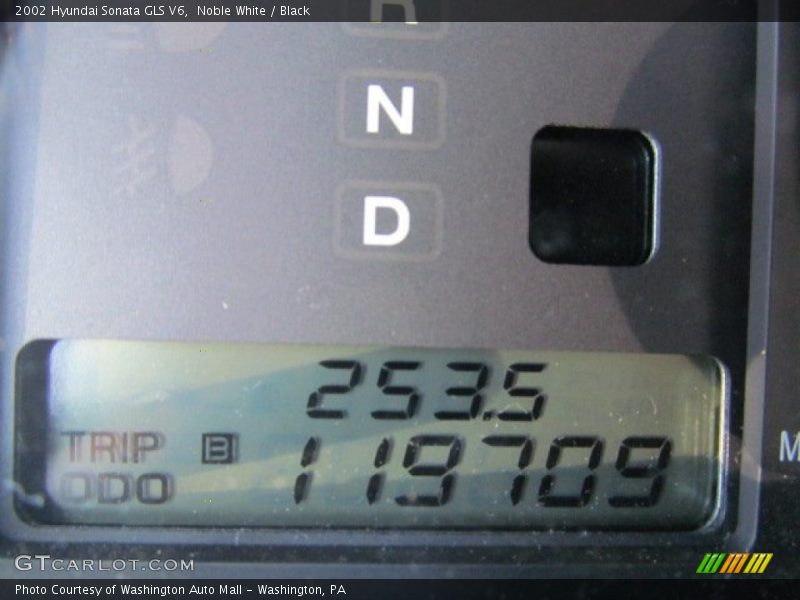 2002 Hyundai Sonata GLS V6,  Noble White / Black
R
N
D
253.5
TRIP B
ODO 119709
M
GTCARLOT.COM
Photo Courtesy of Washington Auto Mall - Washington, PA